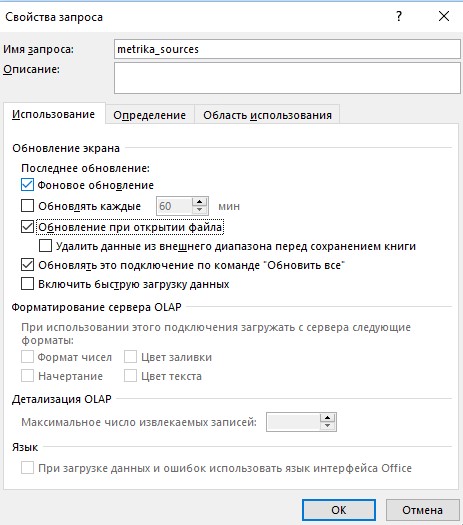 Свойства запроса
Имя запроса: metrika_sources
Описание:
Использование Определение Область использования
Обновление экрана
Последнее обновление:
Фоновое обновление
Обновлять каждые 60 мин
Обновление при открытии файла
Удалить данные из внешнего диапазона перед сохранением книги
Обновлять это подключение по команде "Обновить все"
Включить быструю загрузку данных
Форматирование сервера OLAP
При использовании этого подключения загружать с сервера следующие
форматы:
Формат чисел Цвет заливки
Начертание Цвет текста
Детализация OLAP
Максимальное число извлекаемых записей:
Язык
При загрузке данных и ошибок использовать язык интерфейса Office
ОК Отмена